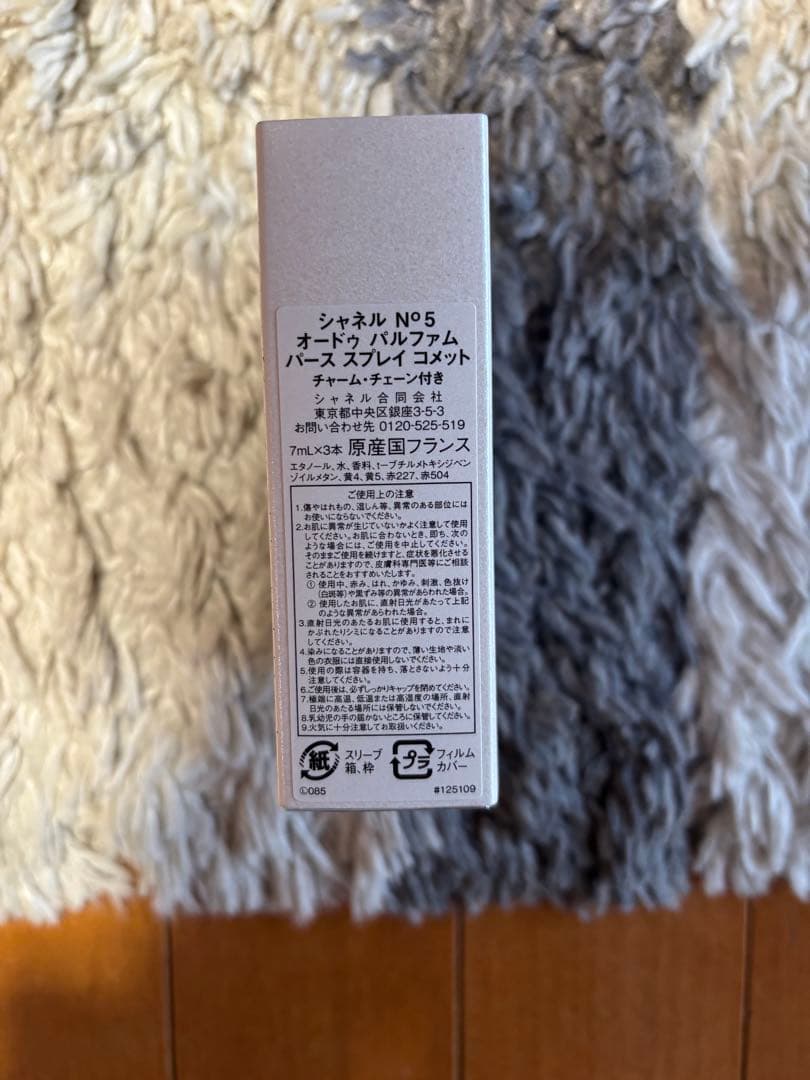 シャネル Nº5
オードゥ パルファム
パース スプレイ コメット
チャーム・チェーン付き
シャネル合同会社
東京都中央区銀座3-5-3
お問い合わせ先 0120-525-519
7mL×3本 原産国フランス
エタノール、水、香料、t-ブチルメトキシジベン
ゾイルメタン、黄4、黄5、赤227、赤504
ご使用上の注意
1.傷やはれもの、湿しん等、異常のある部位には
お使いにならないでください。
2.お肌に異常が生じていないかよく注意して使用
してください。お肌に合わないとき、即ち、次の
ような場合には、ご使用を中止してください。
そのままご使用を続けますと、症状を悪化させる
ことがありますので、皮膚科専門医等にご相談
されることをおすすめいたします。
① 使用中、赤み、はれ、かゆみ、刺激、色抜け
(白斑等)や黒ずみ等の異常があらわれた場合。
② 使用したお肌に、直射日光があたって上記
のような異常があらわれた場合。
3.直射日光のあたるお肌に使用すると、まれに
かぶれたりシミになることがありますので注意
してください。
4.染みになることがありますので、薄い生地や淡い
色の衣服には直接使用しないでください。
5.使用の際は容器を持ち、落とさないよう十分
注意してください。
6.ご使用後は、必ずしっかりキャップを閉めてください。
7.極端に高温、低温または高湿度の場所、直射
日光のあたる場所には保管しないでください。
8.乳幼児の手の届かないところに保管してください。
9.火気に十分注意してお取扱いください。
紙 スリーブ 箱、枠 プラ フィルム カバー
Ⓛ085 #125109